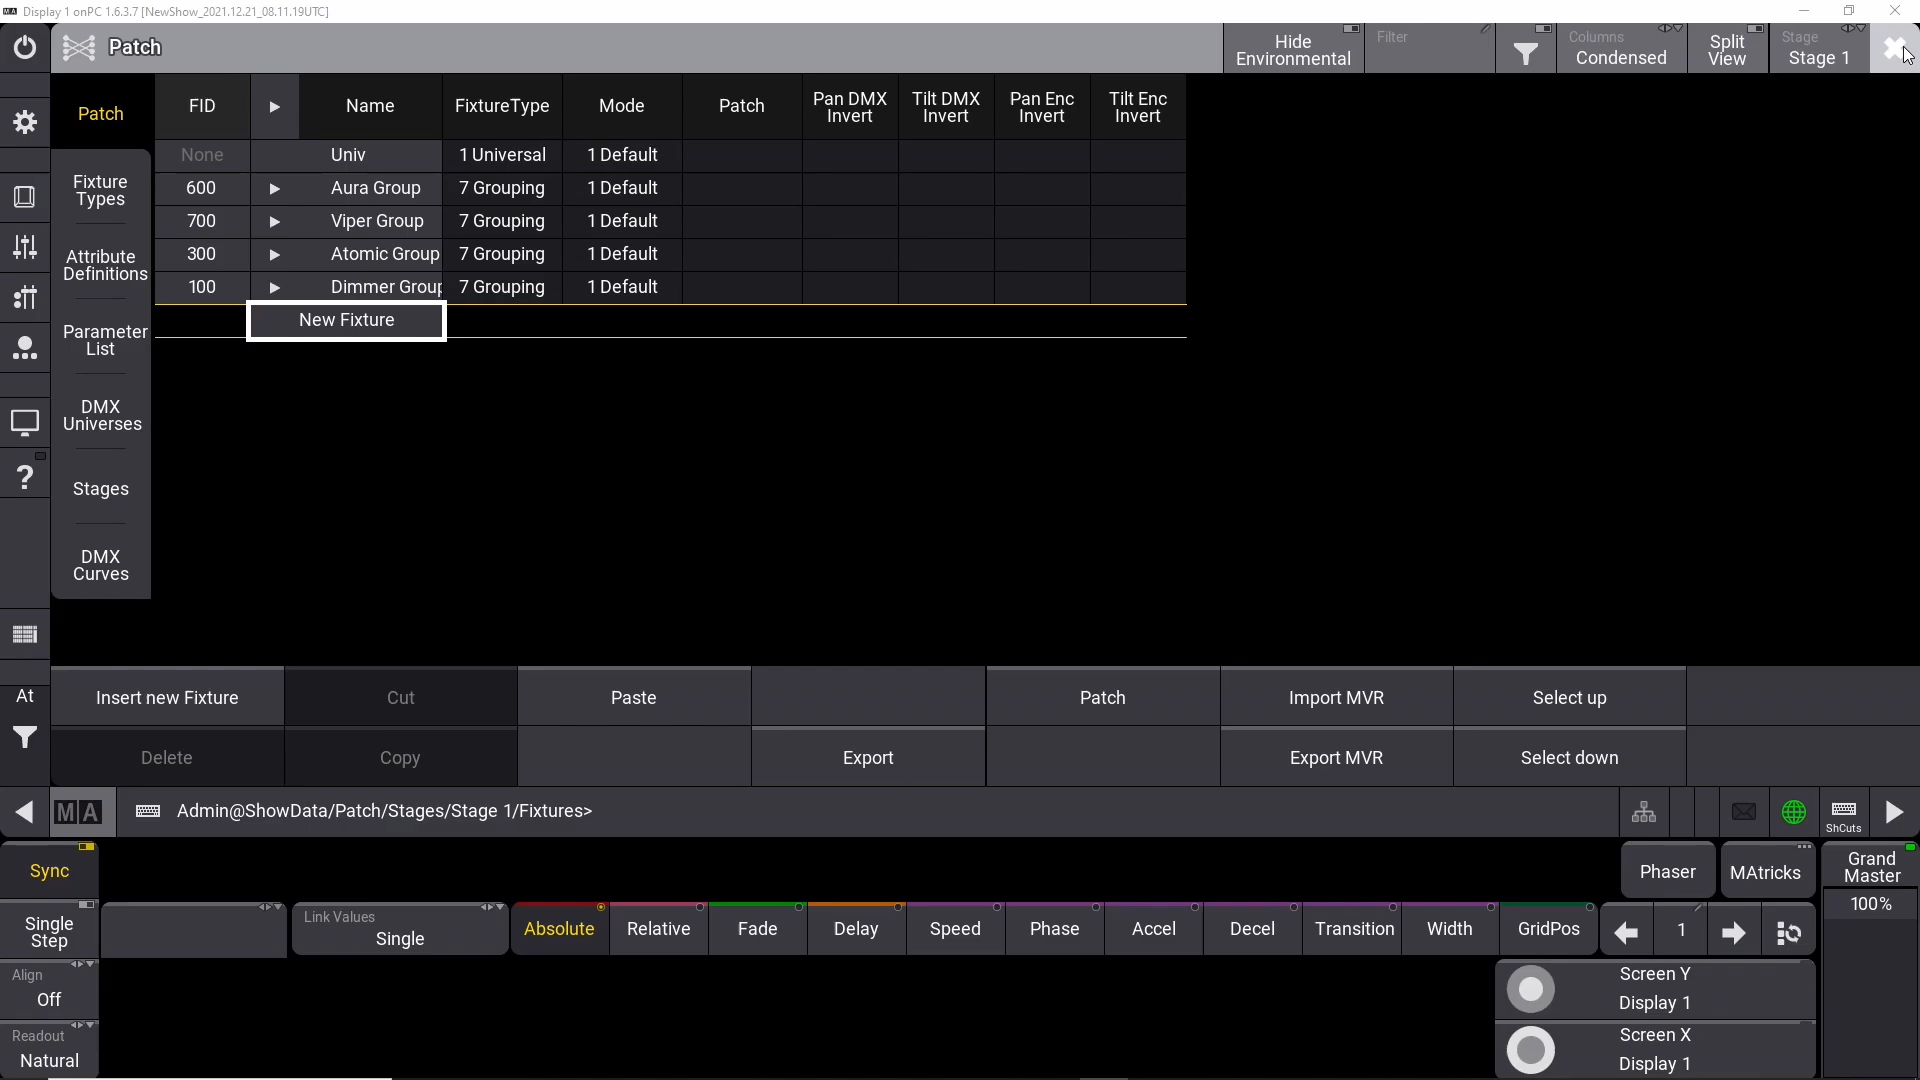 Display 1 onPC 1.6.3.7 [NewShow_2021.12.21_08.11.19UTC]
Patch
Hide Environmental
Filter
Columns
Condensed
Split View
Stage
Stage 1
Patch
FID
Name
FixtureType
Mode
Patch
Pan DMX Invert
Tilt DMX Invert
Pan Enc Invert
Tilt Enc Invert
None Univ 1 Universal 1 Default
600 Aura Group 7 Grouping 1 Default
700 Viper Group 7 Grouping 1 Default
300 Atomic Group 7 Grouping 1 Default
100 Dimmer Group 7 Grouping 1 Default
New Fixture
Fixture Types
Attribute Definitions
Parameter List
DMX Universes
Stages
DMX Curves
At
Insert new Fixture
Cut
Paste
Patch
Import MVR
Select up
Delete
Copy
Export
Export MVR
Select down
MA
Admin@ShowData/Patch/Stages/Stage 1/Fixtures>
ShCuts
Sync
Phaser
MAtricks
Grand Master
100%
Single Step
Link Values
Single
Absolute
Relative
Fade
Delay
Speed
Phase
Accel
Decel
Transition
Width
GridPos
1
Align
Off
Readout
Natural
Screen Y
Display 1
Screen X
Display 1